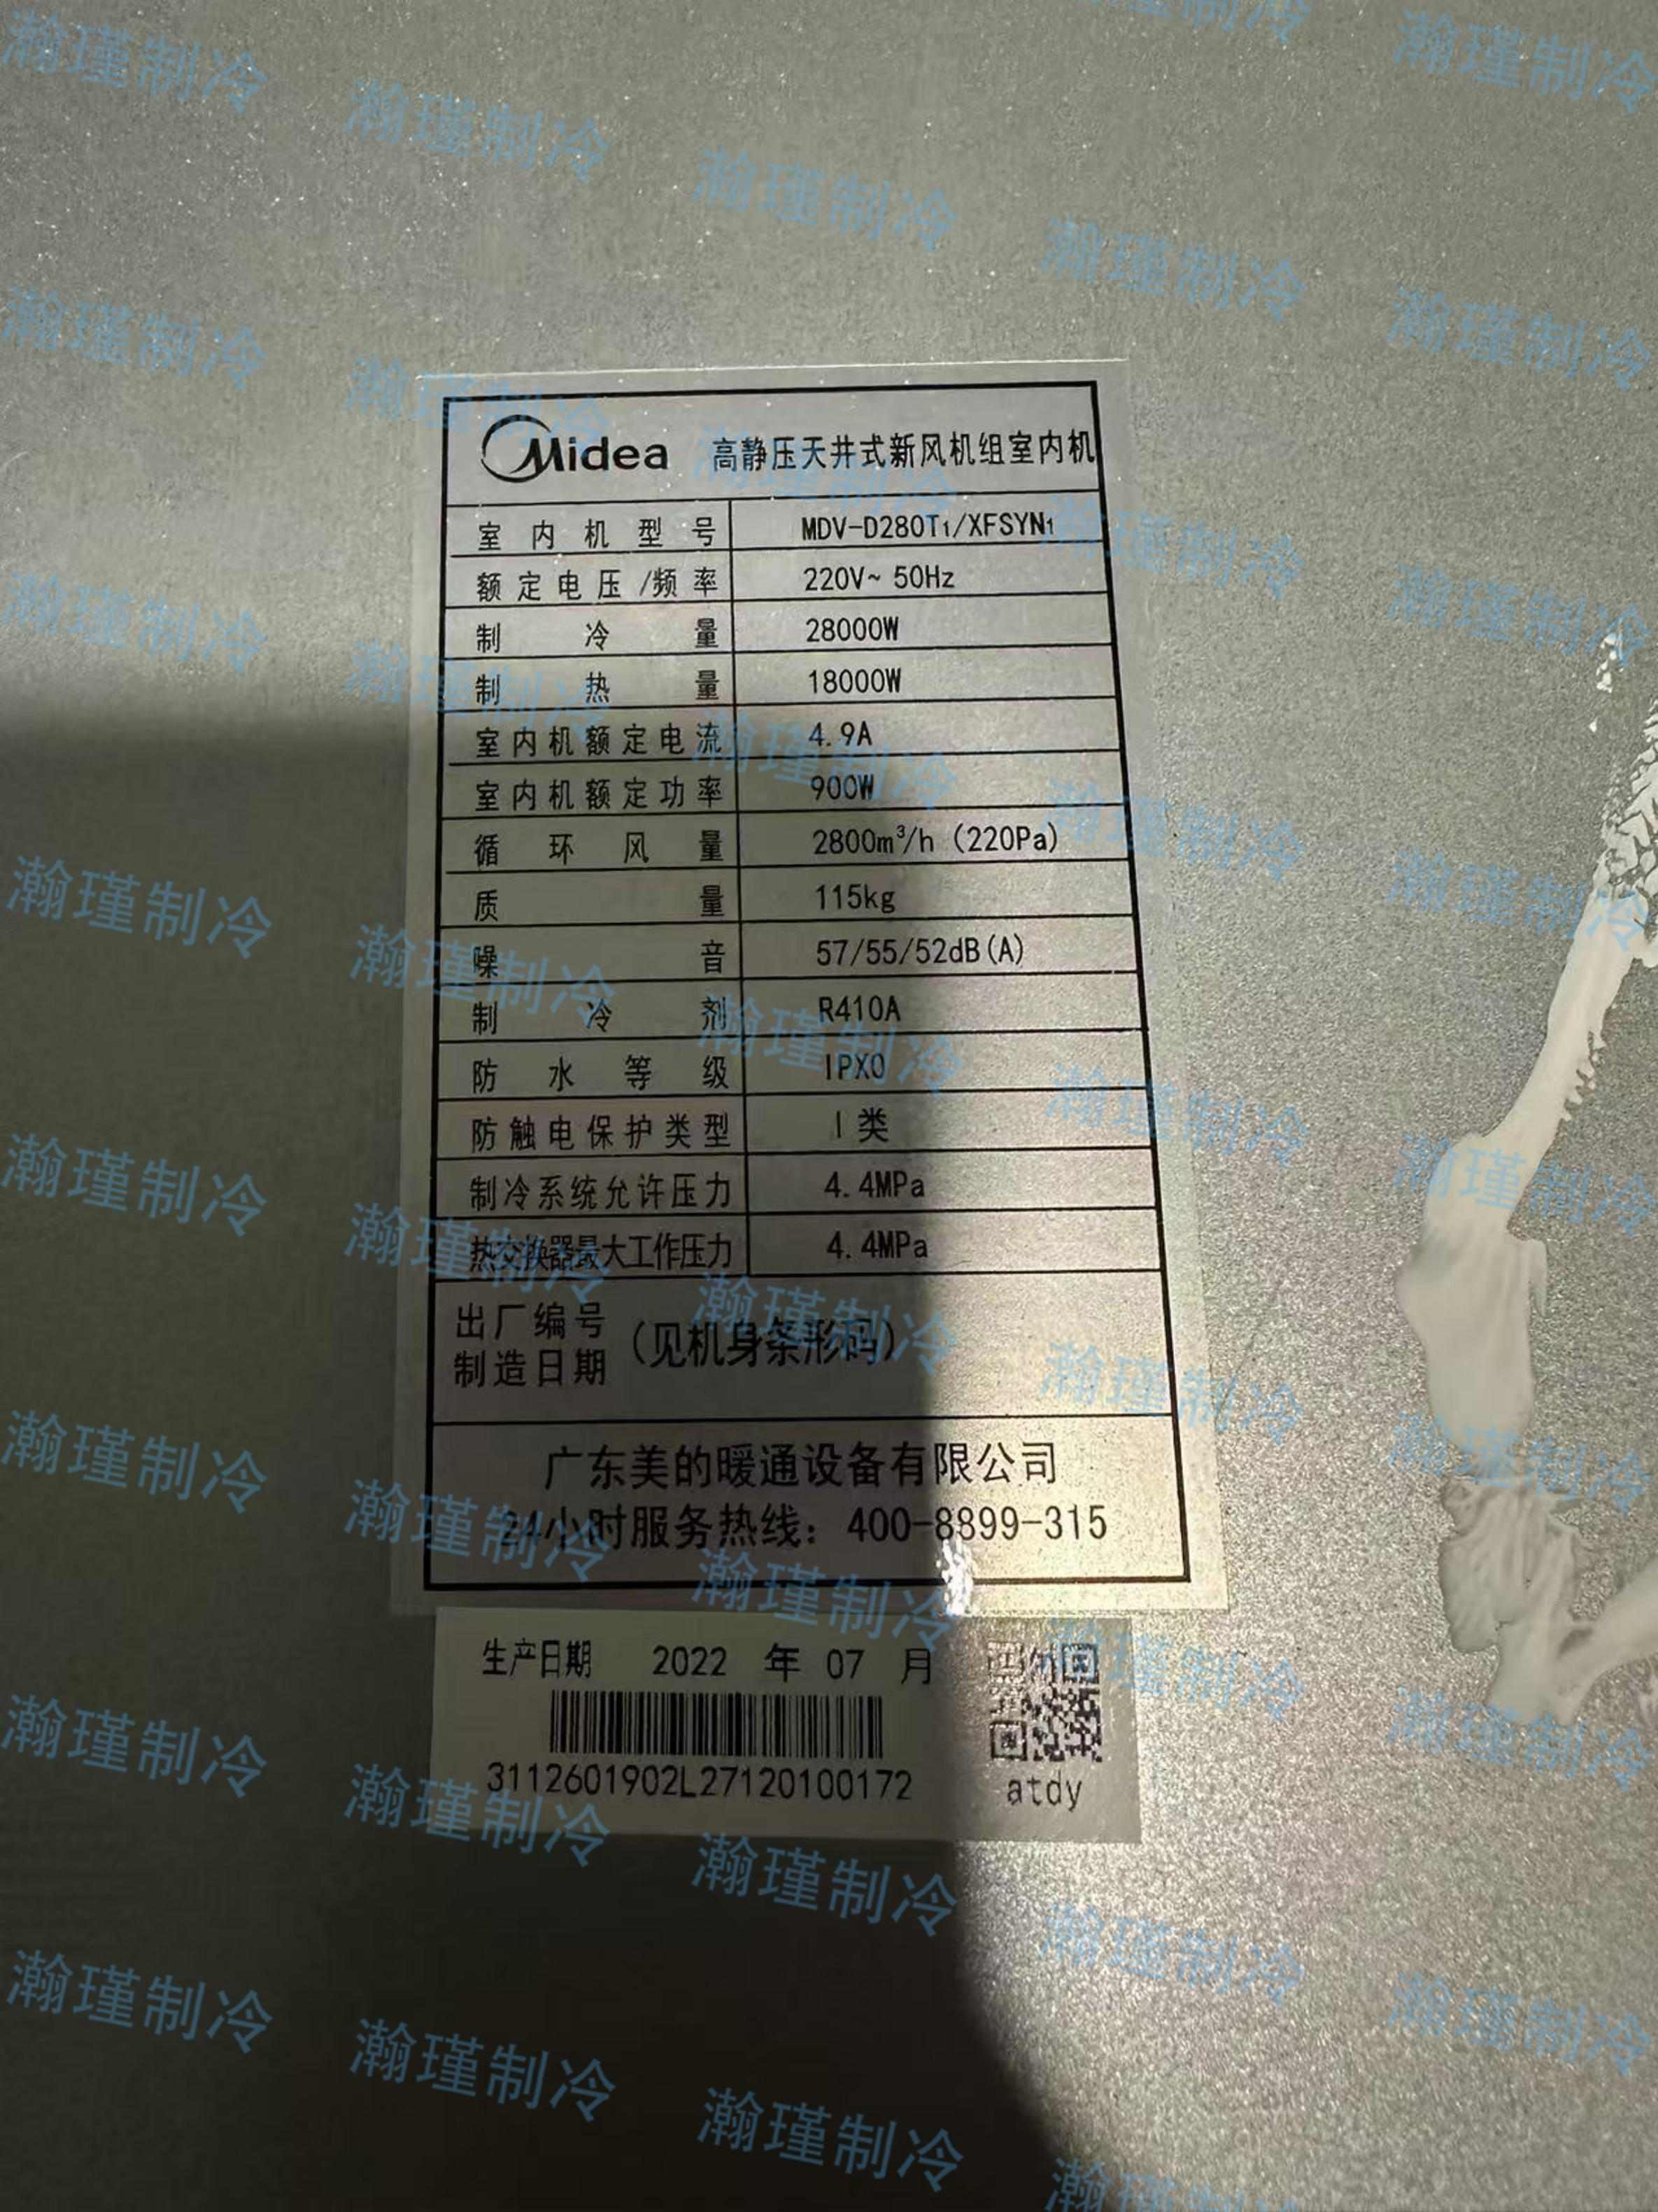 Midea 高静压天井式新风机组室内机
室内机型号 MDV-D280T1/XFSYN1
额定电压/频率 220V~ 50Hz
制冷量 28000W
制热量 18000W
室内机额定电流 4.9A
室内机额定功率 900W
循环风量 2800m³/h (220Pa)
质量 115kg
噪音 57/55/52dB(A)
制冷剂 R410A
防水等级 IPX0
防触电保护类型 I类
制冷系统允许压力 4.4MPa
热交换器最大工作压力 4.4MPa
出厂编号
制造日期 (见机身条形码)
广东美的暖通设备有限公司
24小时服务热线: 400-8899-315
生产日期 2022 年 07 月
3112601902L27120100172
atdy
瀚瑾制冷